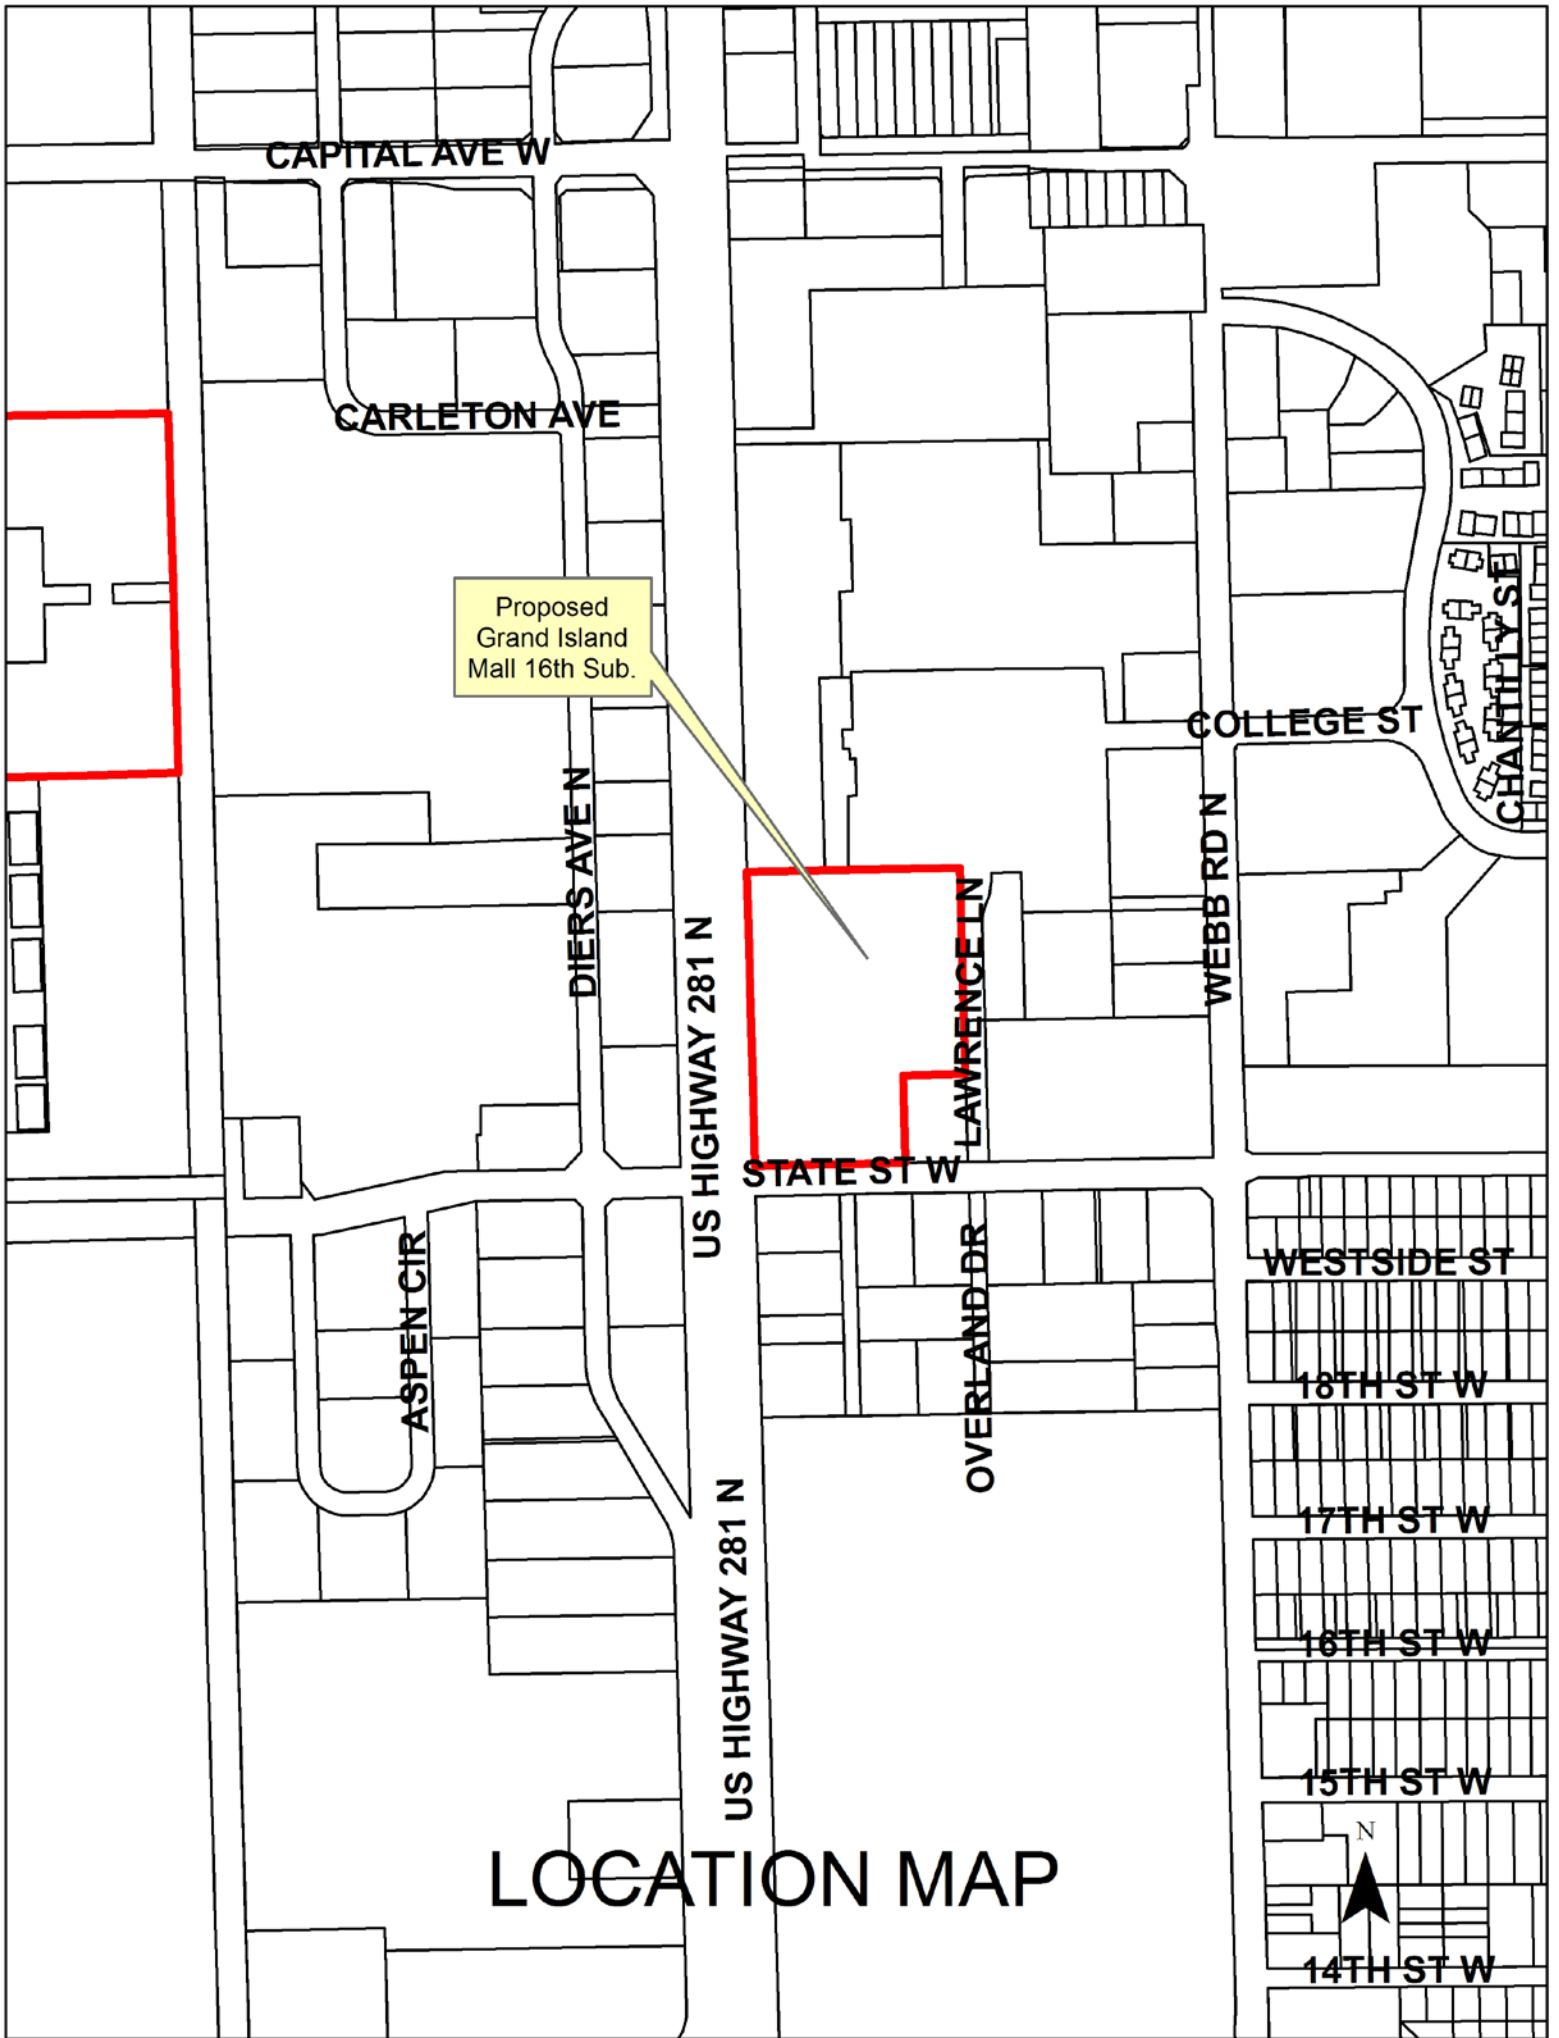 CAPITAL AVE W
CARLETON AVE
Proposed
Grand Island
Mall 16th Sub.
CHANTILLY ST
COLLEGE ST
DIERS AVE N
WEBB RD N
LAWRENCE LN
US HIGHWAY 281 N
STATE ST W
ASPEN CIR
OVERLAND DR
WESTSIDE ST
18TH ST W
17TH ST W
US HIGHWAY 281 N
16TH ST W
15TH ST W
N
LOCATION MAP
14TH ST W